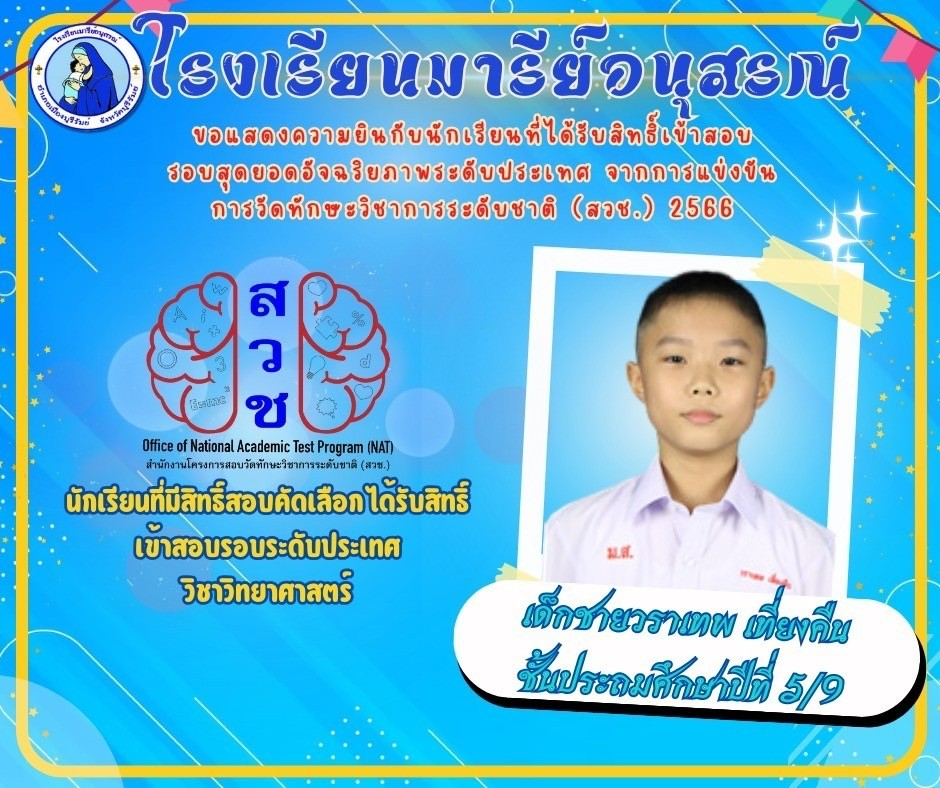 โรงเรียนมารีย์อนุสรณ์
โรงเรียนมารีย์อนุสรณ์
อำเภอเมืองบุรีรัมย์ จังหวัดบุรีรัมย์
ขอแสดงความยินกับนักเรียนที่ได้รับสิทธิ์เข้าสอบ
รอบสุดยอดอัจฉริยภาพระดับประเทศ จากการแข่งขัน
การวัดทักษะวิชาการระดับชาติ (สวช.) 2566
ส
ว
ช
Office of National Academic Test Program (NAT)
สำนักงานโครงการสอบวัดทักษะวิชาการระดับชาติ (สวช.)
นักเรียนที่มีสิทธิ์สอบคัดเลือกได้รับสิทธิ์
เข้าสอบรอบระดับประเทศ
วิชาวิทยาศาสตร์
ม.ส.
เด็กชายวราเทพ เที่ยงคืน
ชั้นประถมศึกษาปีที่ 5/9